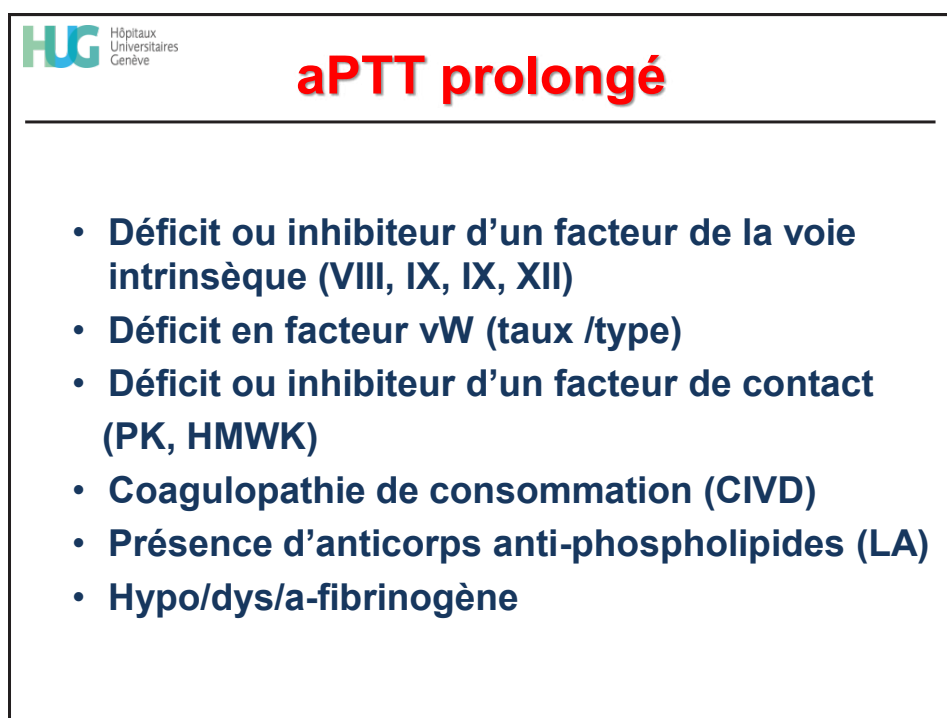 HUG
Hôpitaux
Universitaires
Genève
aPTT prolongé
• Déficit ou inhibiteur d’un facteur de la voie
intrinsèque (VIII, IX, IX, XII)
• Déficit en facteur vW (taux /type)
• Déficit ou inhibiteur d’un facteur de contact
(PK, HMWK)
• Coagulopathie de consommation (CIVD)
• Présence d’anticorps anti-phospholipides (LA)
• Hypo/dys/a-fibrinogène